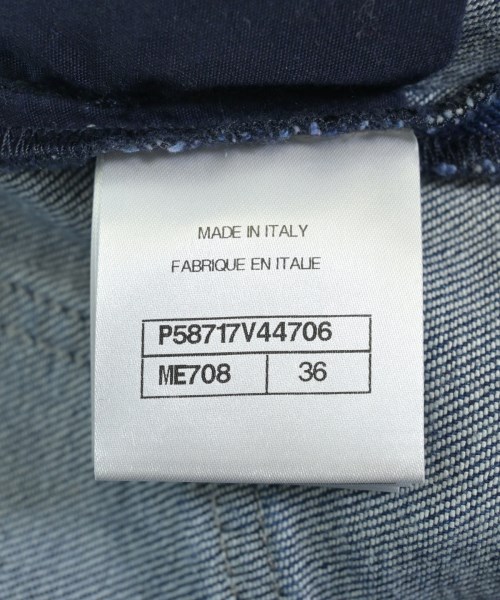 MADE IN ITALY
FABRIQUE EN ITALIE
P58717V44706
ME708 36